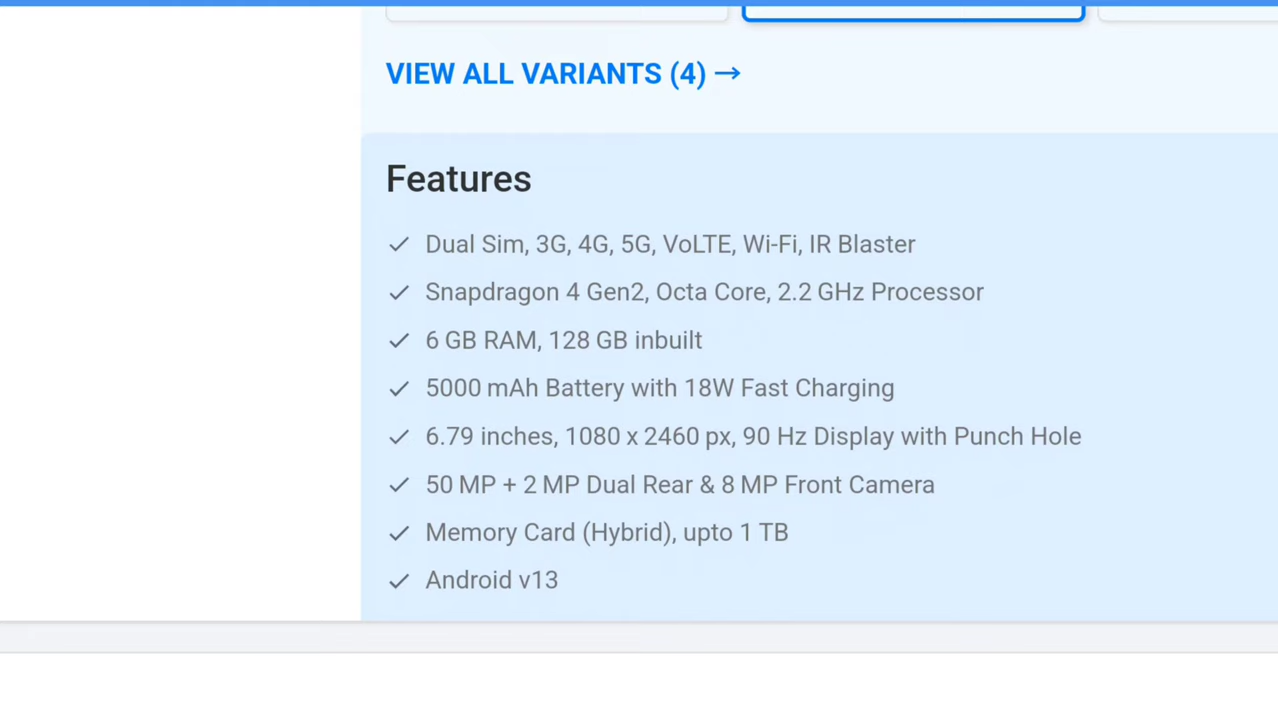 VIEW ALL VARIANTS (4) →
Features
✓ Dual Sim, 3G, 4G, 5G, VoLTE, Wi-Fi, IR Blaster
✓ Snapdragon 4 Gen2, Octa Core, 2.2 GHz Processor
✓ 6 GB RAM, 128 GB inbuilt
✓ 5000 mAh Battery with 18W Fast Charging
✓ 6.79 inches, 1080 x 2460 px, 90 Hz Display with Punch Hole
✓ 50 MP + 2 MP Dual Rear & 8 MP Front Camera
✓ Memory Card (Hybrid), upto 1 TB
✓ Android v13